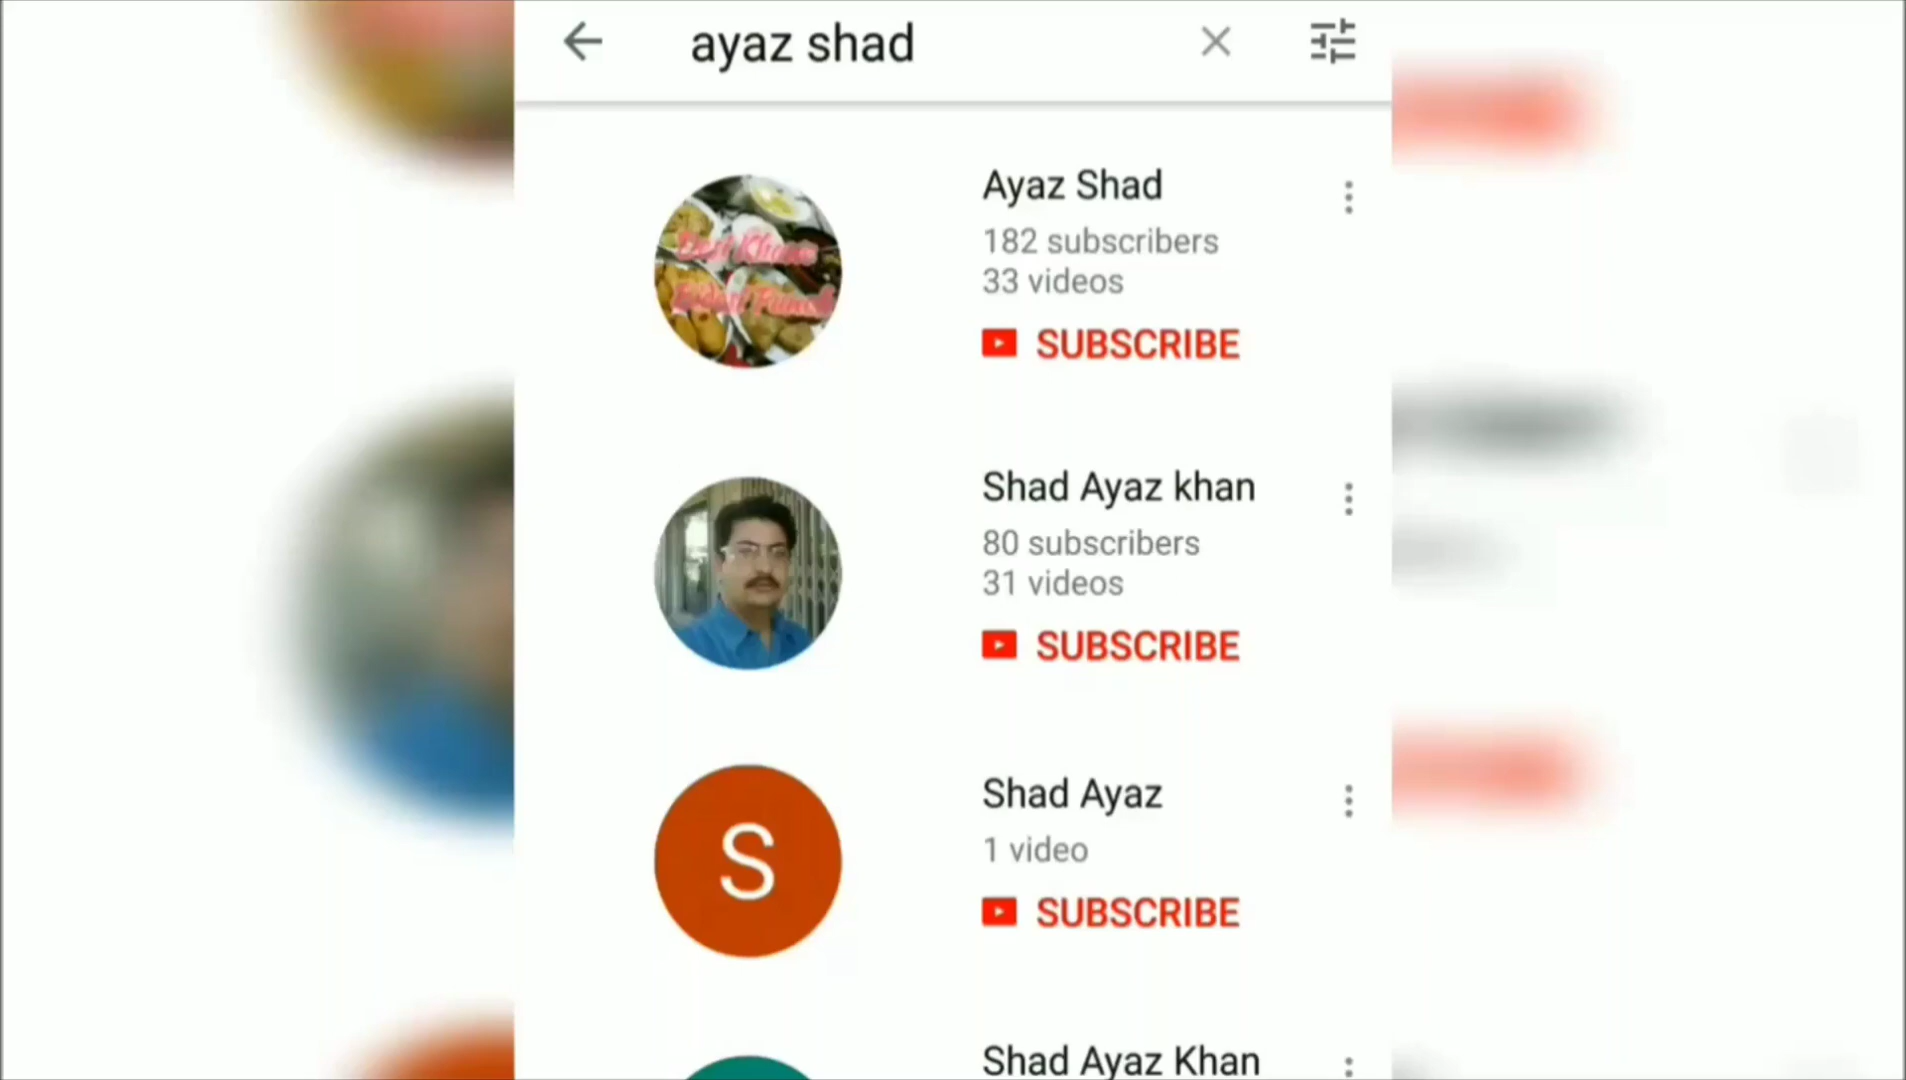 ayaz shad
Ayaz Shad
182 subscribers
33 videos
SUBSCRIBE
Shad Ayaz khan
80 subscribers
31 videos
SUBSCRIBE
S
Shad Ayaz
1 video
SUBSCRIBE
Shad Ayaz Khan